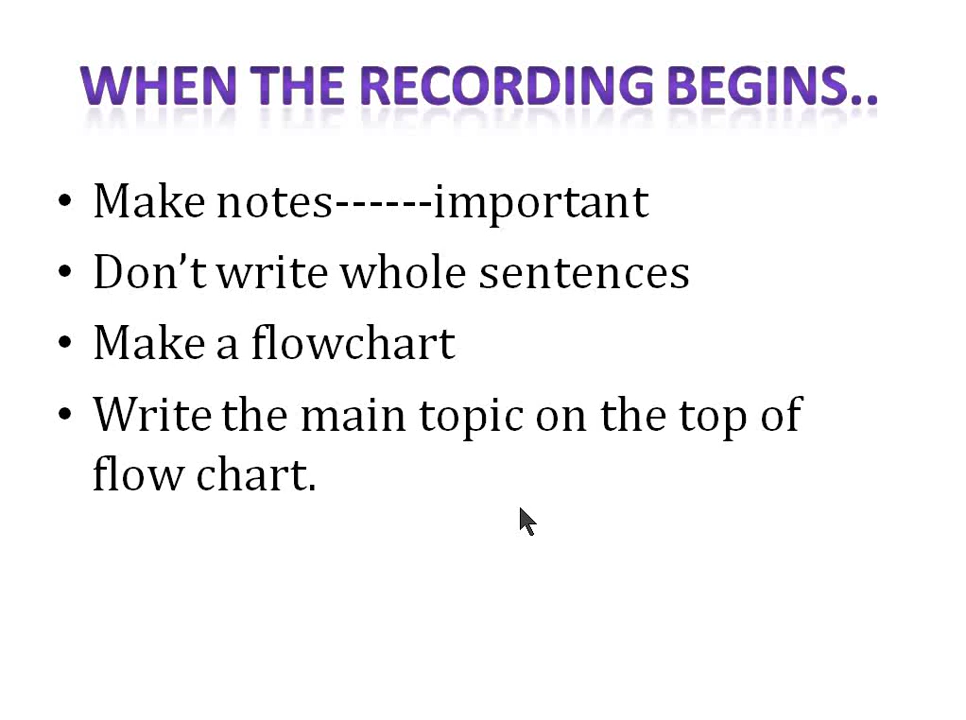 WHEN THE RECORDING BEGINS..
• Make notes------important
• Don’t write whole sentences
• Make a flowchart
• Write the main topic on the top of
flow chart.